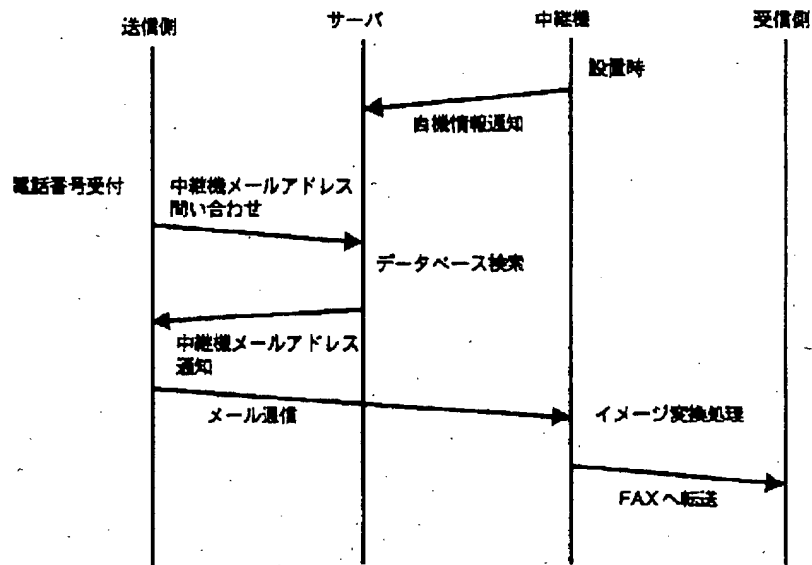 送信側
サーバ
中継機
受信側
設置時
自機情報通知
電話番号受付
中継機メールアドレス
問い合わせ
データベース検索
中継機メールアドレス
通知
メール通信
イメージ変換処理
FAXへ転送